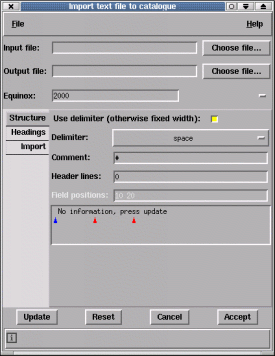 Import text file to catalogue
File Help
Input file: Choose file...
Output file: Choose file...
Equinox: 2000
Structure
Headings
Import
Use delimiter (otherwise fixed width):
Delimiter: space
Comment: #
Header lines: 0
Field positions: 10 20
No information, press update
Update Reset Cancel Accept